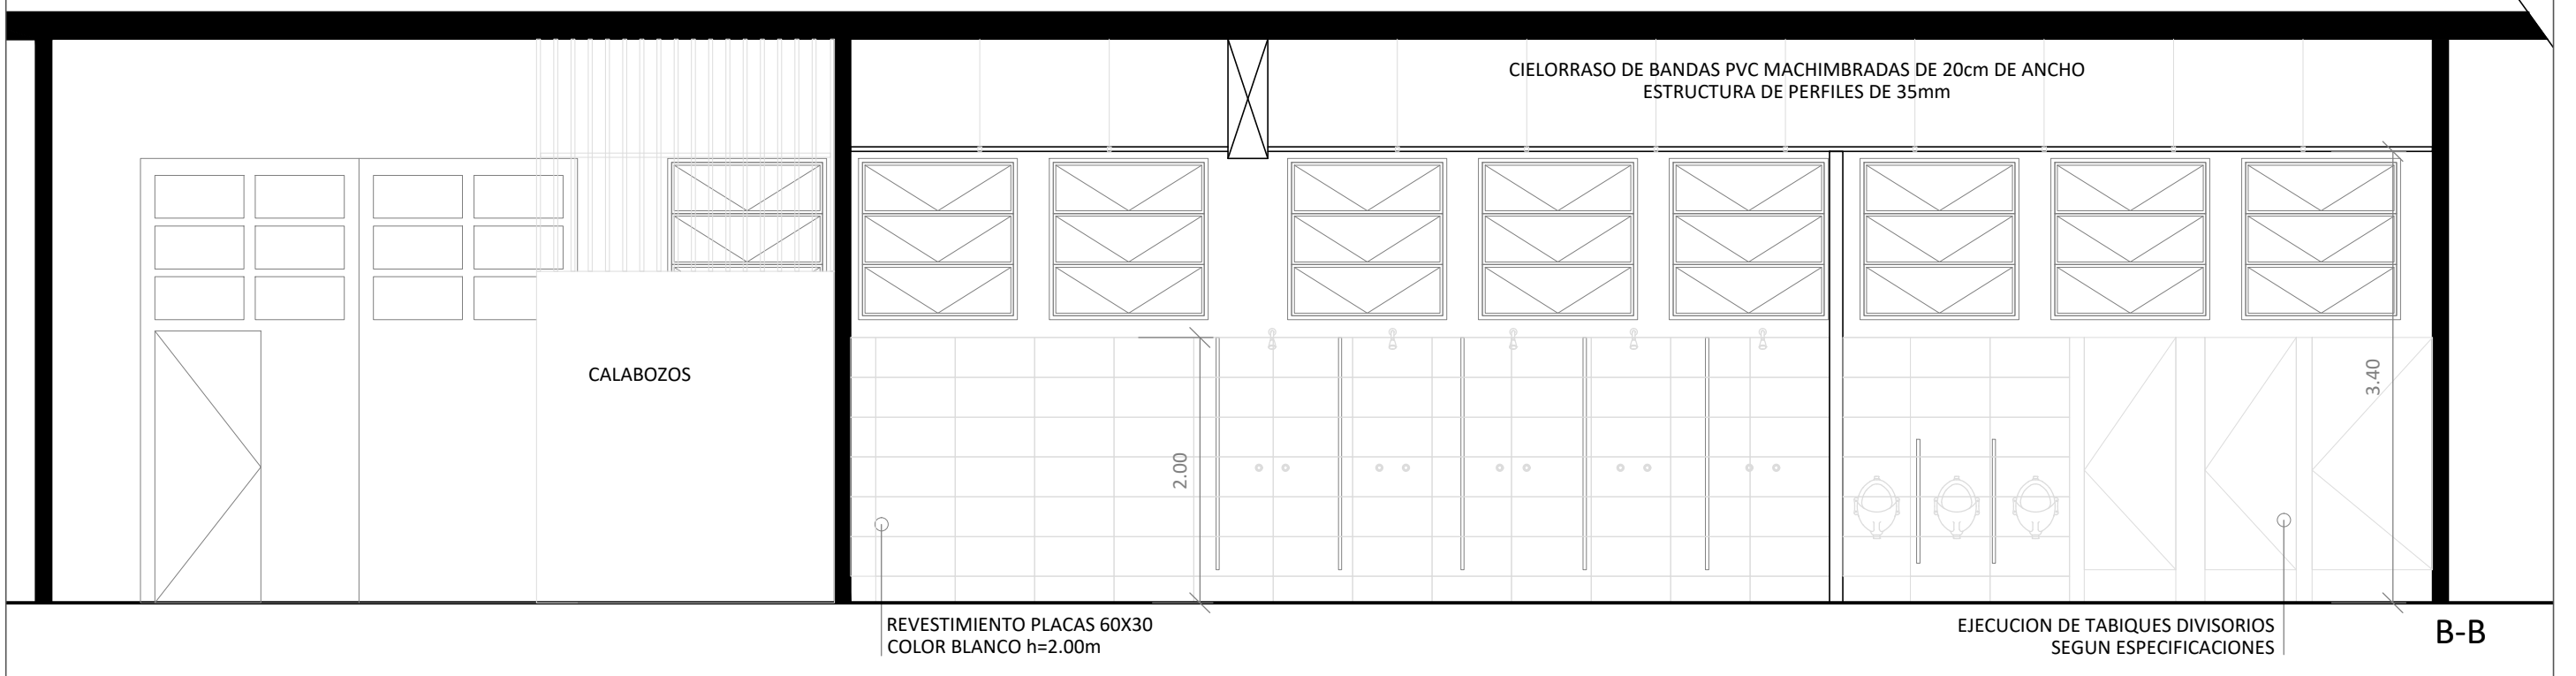 CIELORRASO DE BANDAS PVC MACHIMBRADAS DE 20cm DE ANCHO
ESTRUCTURA DE PERFILES DE 35mm
CALABOZOS
2.00
3.40
REVESTIMIENTO PLACAS 60X30
COLOR BLANCO h=2.00m
EJECUCION DE TABIQUES DIVISORIOS
SEGUN ESPECIFICACIONES
B-B